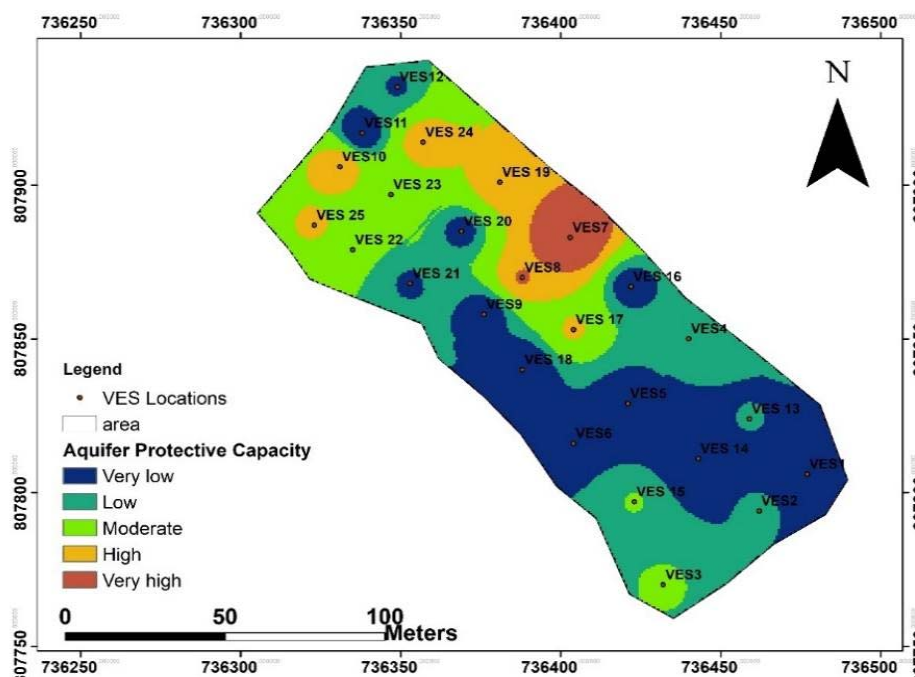 736250 736300 736350 736400 736450 736500
N
VES12
VES11
VES 24
VES10
VES 19
VES 23
807900
VES 25
VES 20
VES7
VES 22
VES8
VES 16
VES 21
VES9
VES 17
VES4
807850
VES 18
Legend
VES Locations
VES5
VES 13
area
VES6
Aquifer Protective Capacity
VES 14
VES1
Very low
807800
VES 15
VES2
Low
Moderate
High
VES3
Very high
0 50 100
Meters
807750
736250 736300 736350 736400 736450 736500